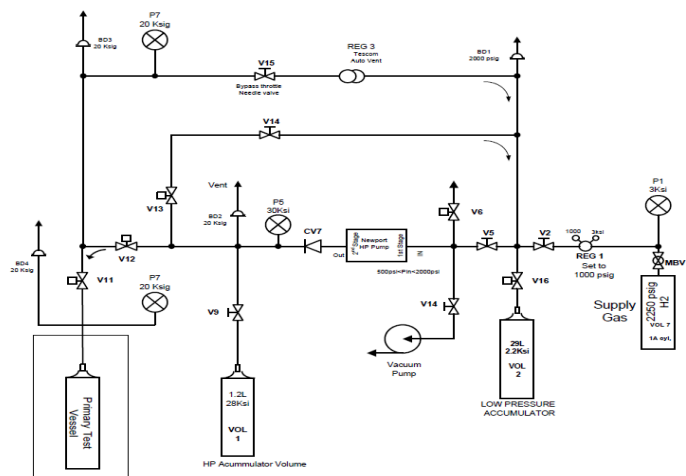 P7
20 Ksig
BD3
20 Ksig
REG 3
Tescom
Auto Vent
BD1
2000 psig
V15
Bypass throttle
Needle valve
V14
P1
3Ksi
Vent
P5
30Ksi
V13
BD2
20 Ksig
V6
CV7
2nd Stage
Newport
HP Pump
1st Stage
Out
IN
V5
V2
1000
3ksi
V12
REG 1
Set to
1000 psig
MBV
500psi<Pin<2000psi
BD4
20 Ksig
V11
P7
20 Ksig
V9
V14
V16
Supply
Gas
2250 psig
H2
VOL 7
1A cyl,
Vacuum
Pump
29L
2.2Ksi
VOL
2
LOW PRESSURE
ACCUMULATOR
Primary Test
Vessel
1.2L
28Ksi
VOL
1
HP Acummulator Volume